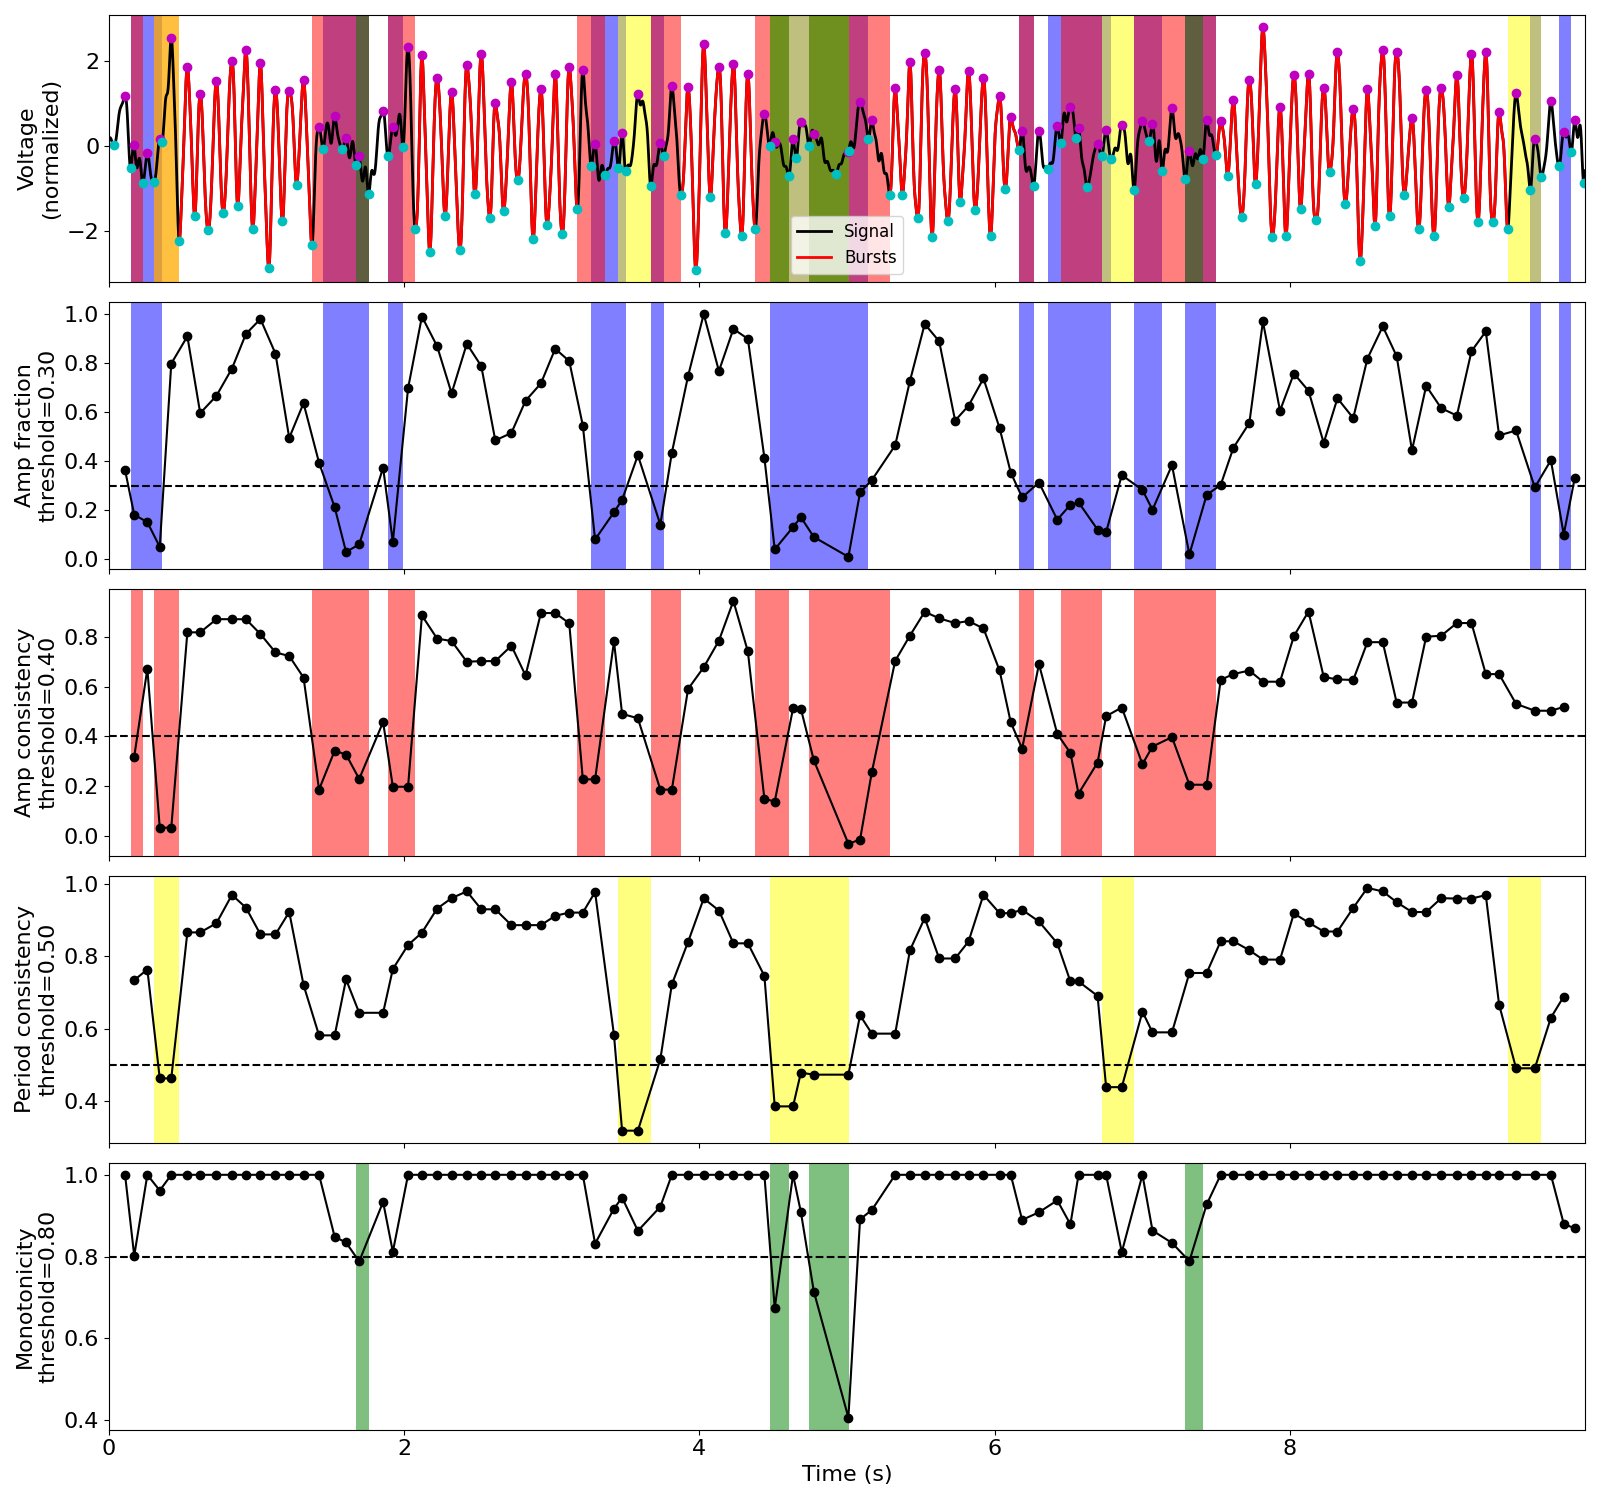 Voltage
(normalized)
2
0
−2
Signal
Bursts
Amp fraction
threshold=0.30
1.0
0.8
0.6
0.4
0.2
0.0
Amp consistency
threshold=0.40
0.8
0.6
0.4
0.2
0.0
Period consistency
threshold=0.50
1.0
0.8
0.6
0.4
Monotonicity
threshold=0.80
1.0
0.8
0.6
0.4
0
2
4
6
8
Time (s)